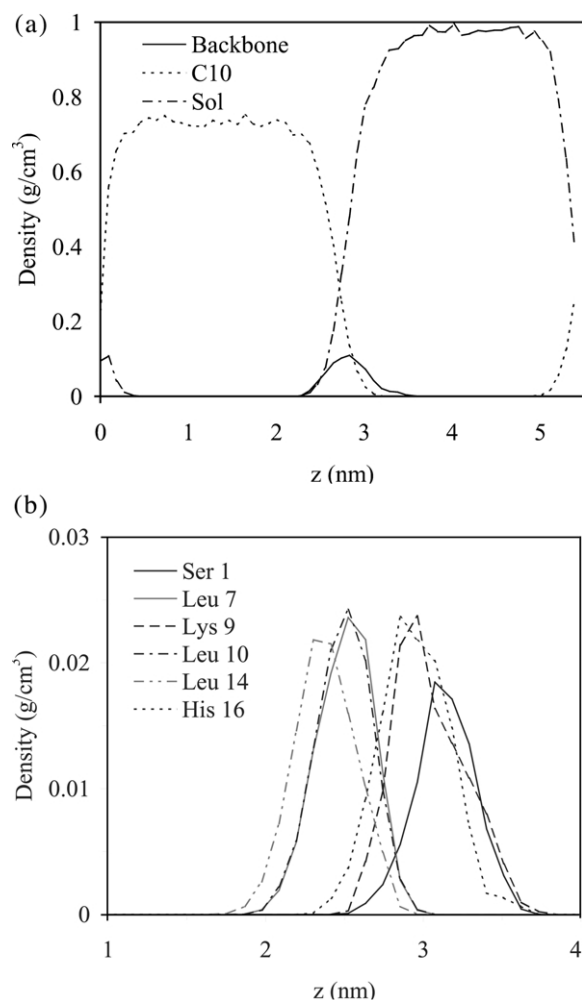 (a)
Backbone
C10
Sol
Density (g/cm³)
1
0.8
0.6
0.4
0.2
0
0 1 2 3 4 5
z (nm)
(b)
Ser 1
Leu 7
Lys 9
Leu 10
Leu 14
His 16
Density (g/cm³)
0.03
0.02
0.01
0
1 2 3 4
z (nm)